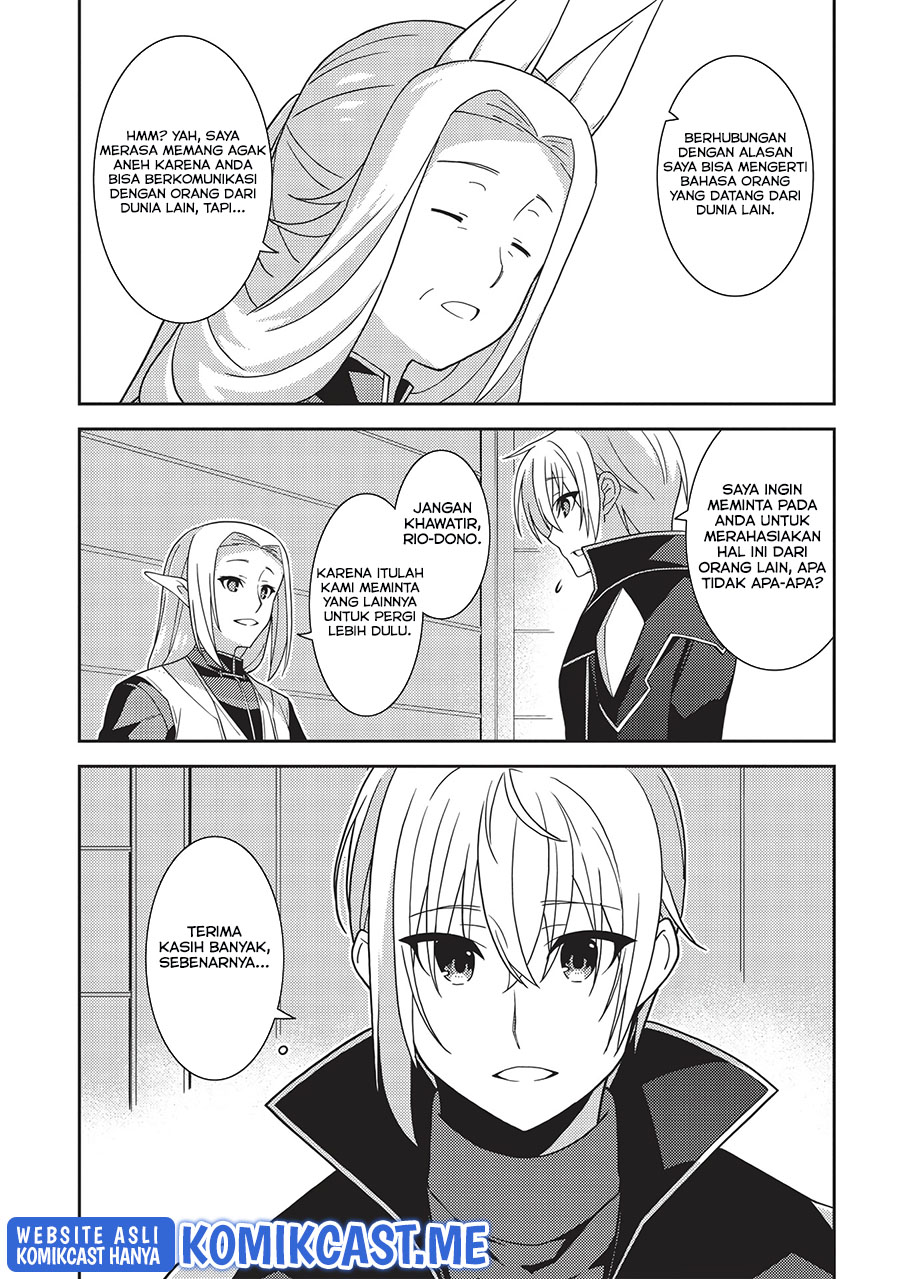 BERHUBUNGAN
DENGAN ALASAN
SAYA BISA MENGERTI
BAHASA ORANG
YANG DATANG DARI
DUNIA LAIN.
HMM? YAH, SAYA
MERASA MEMANG AGAK
ANEH KARENA ANDA
BISA BERKOMUNIKASI
DENGAN ORANG DARI
DUNIA LAIN, TAPI...
SAYA INGIN
MEMINTA PADA
ANDA UNTUK
MERAHASIAKAN
HAL INI DARI
ORANG LAIN, APA
TIDAK APA-APA?
JANGAN
KHAWATIR,
RIO-DONO.
KARENA ITULAH
KAMI MEMINTA
YANG LAINNYA
UNTUK PERGI
LEBIH DULU.
TERIMA
KASIH BANYAK,
SEBENARNYA...
WEBSITE ASLI
KOMIKCAST HANYA
KOMIKCAST.ME